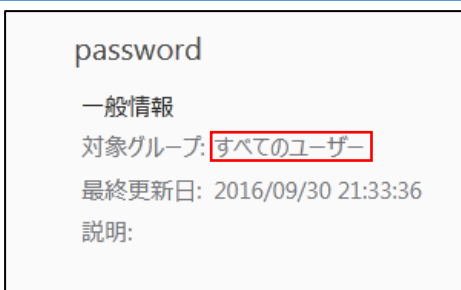 password
一般情報
対象グループ: すべてのユーザー
最終更新日: 2016/09/30 21:33:36
説明: